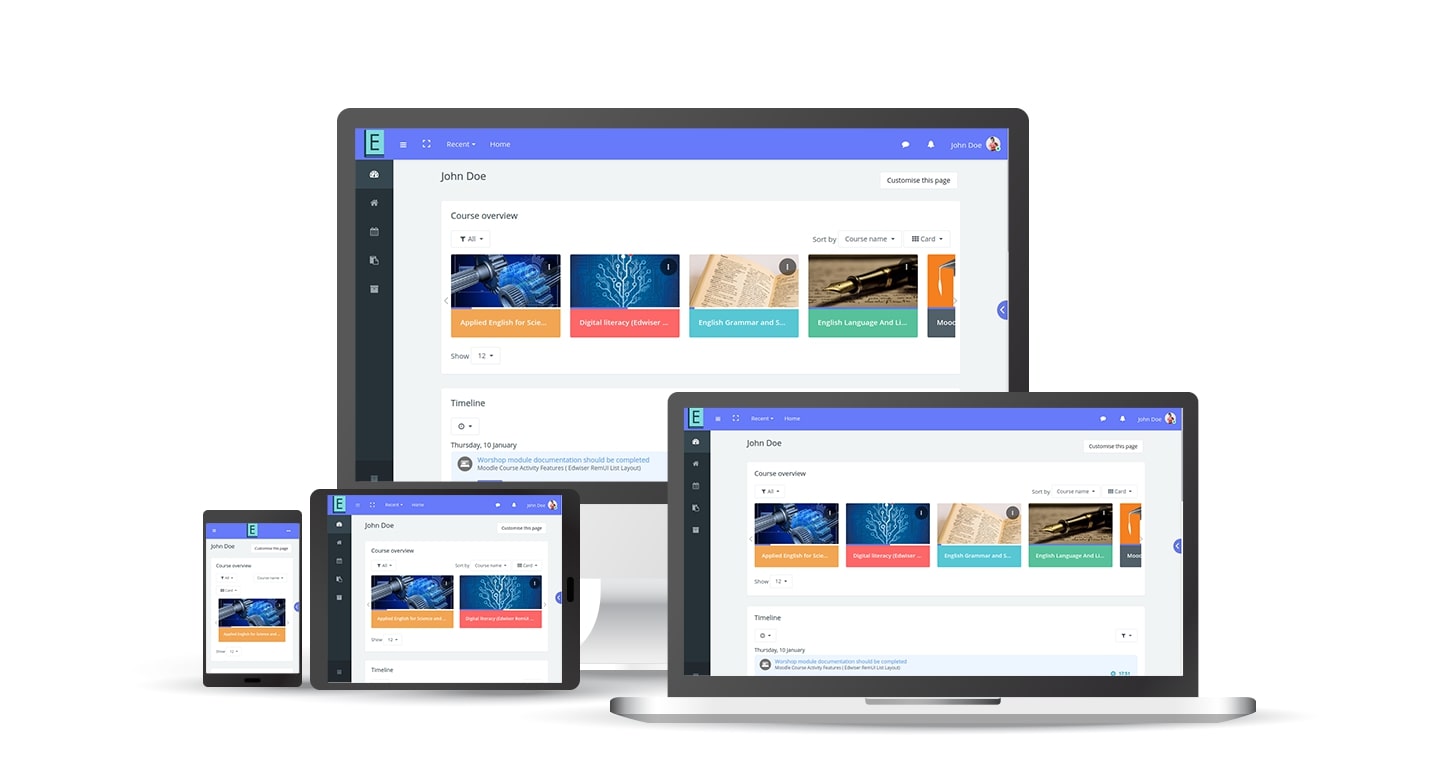 E Recent Home John Doe
John Doe Customise this page
Course overview
All Sort by Course name Card
Applied English for Scie... Digital literacy (Edwiser ... English Grammar and S... English Language And Li... Mooc
Show 12
Timeline
Thursday, 10 January
Worshop module documentation should be completed
Moodle Course Activity Features ( Edwiser RemUI List Layout)
E Recent Home John Doe
John Doe Customise this page
Course overview
All Sort by Course name Card
Applied English for Scie... Digital literacy (Edwiser ... English Grammar and S... English Language And Li... Mooc
Show 12
Timeline
Thursday, 10 January
Worshop module documentation should be completed
Moodle Course Activity Features ( Edwiser RemUI List Layout)
17:51
E Recent Home John Doe
John Doe Customise this page
Course overview
All Sort by Course name Card
Applied English for Science and... Digital literacy (Edwiser RemUI ...
Show 12
Timeline
E
John Doe Customise this page
Course overview
All Course name
Card
Applied English for Science and ...
Show 12